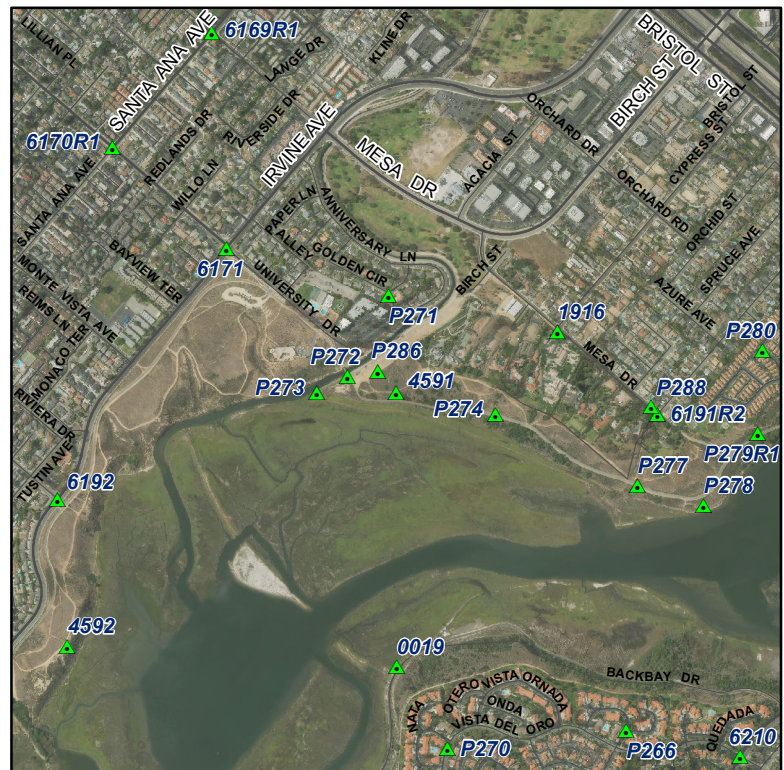 LILLIAN PL
SANTA ANA AVE
6169R1
LANGE DR
KLINE DR
BRISTOL ST
BIRCH ST
BRISTOL ST
CYPRESS ST
6170R1
REDLANDS DR
RIVERSIDE DR
ORCHARD DR
ACACIA ST
MESA DR
IRVINE AVE
SANTA ANA AVE
WILLO LN
ORCHARD RD
ORCHID ST
PAPER LN
ALLEY
ANNIVERSARY LN
GOLDEN CIR
BAYVIEW TER
6171
UNIVERSITY DR
BIRCH ST
SPRUCE AVE
AZURE AVE
MONTE VISTA AVE
REIMS LN
DEMONACO TER
P271
1916
MESA DR
P280
P272
P286
P273
4591
P274
P288
6191R2
P279R1
RIVIERA DR
TUSTIN AVE
6192
P277
P278
4592
0019
BACKBAY DR
NATA
OTERO
VISTA ORNADA
ONDA
VISTA DEL ORO
P270
P266
QUEDADA
6210